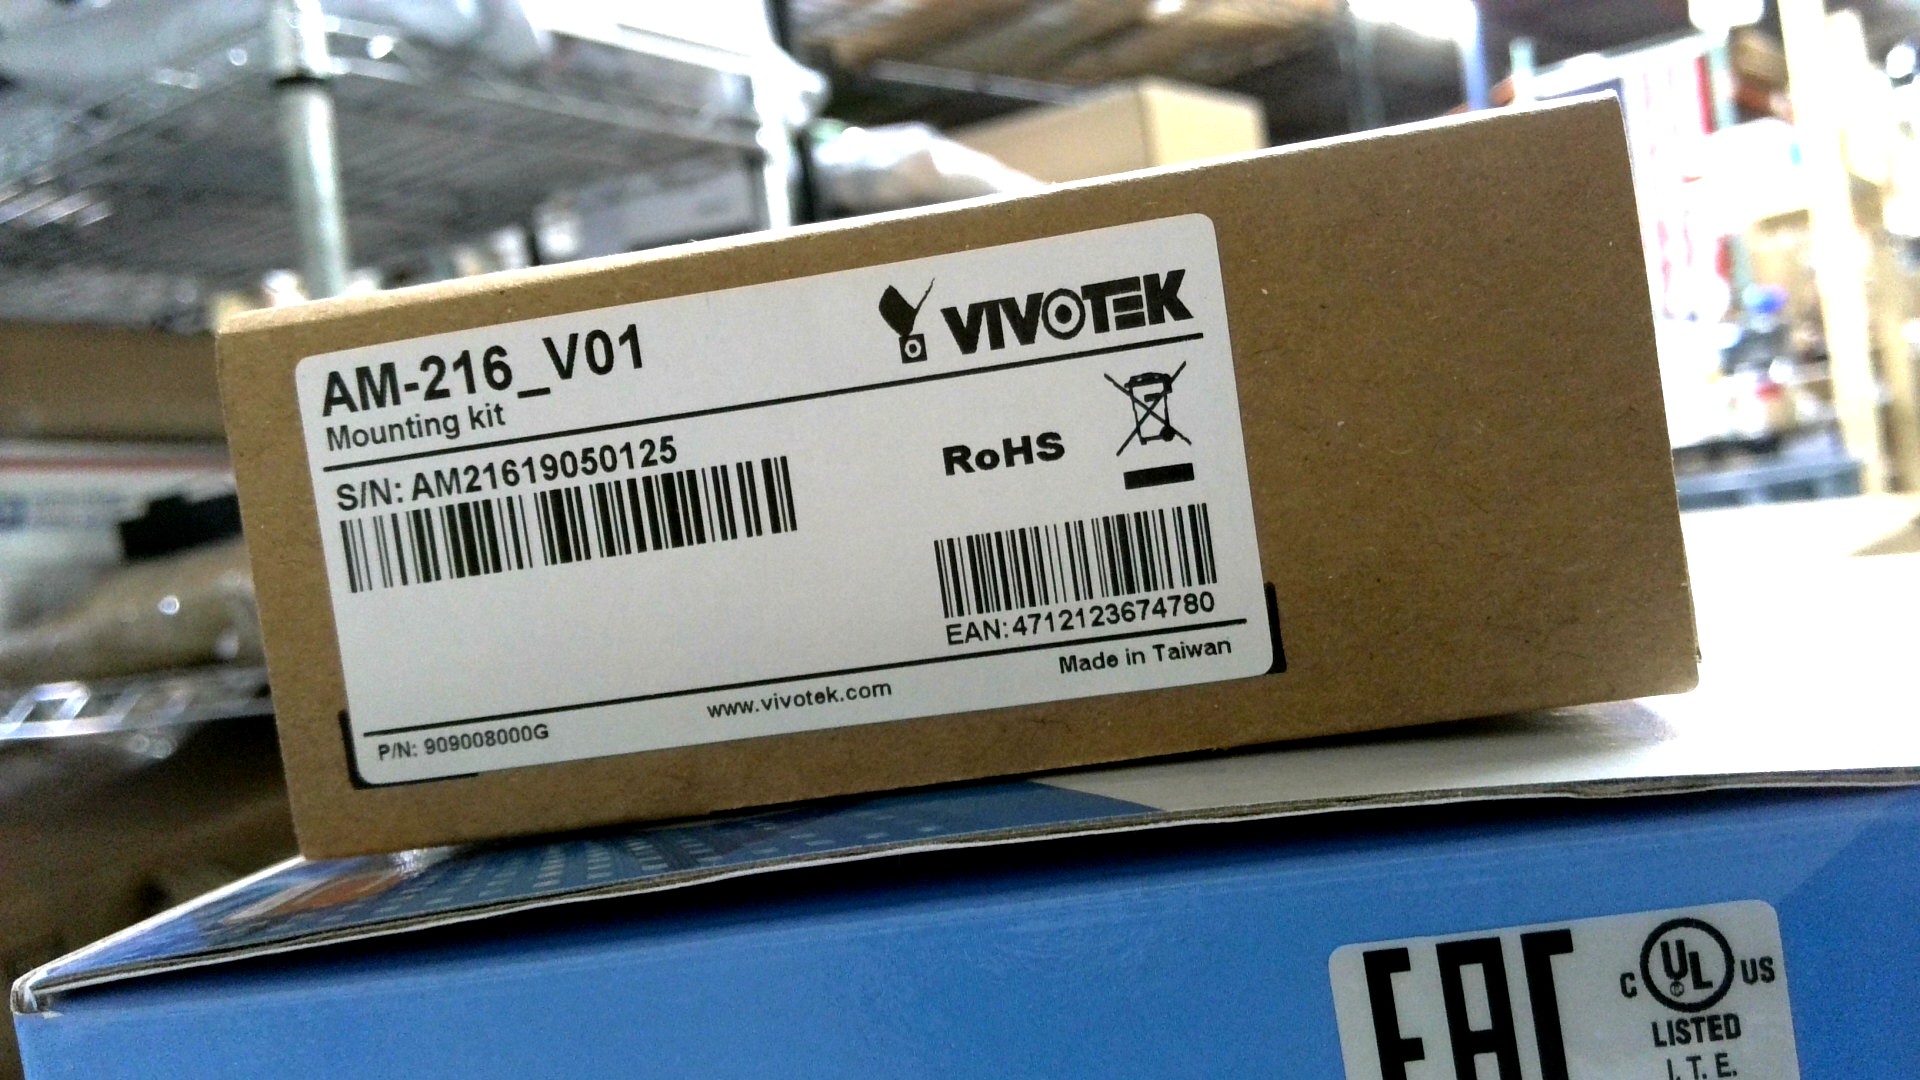 AM-216_V01
VIVOTEK
Mounting kit
S/N: AM21619050125
RoHS
EAN: 4712123674780
Made in Taiwan
www.vivotek.com
P/N: 909008000G
EAC
C UL US
®
LISTED
I.T.E.